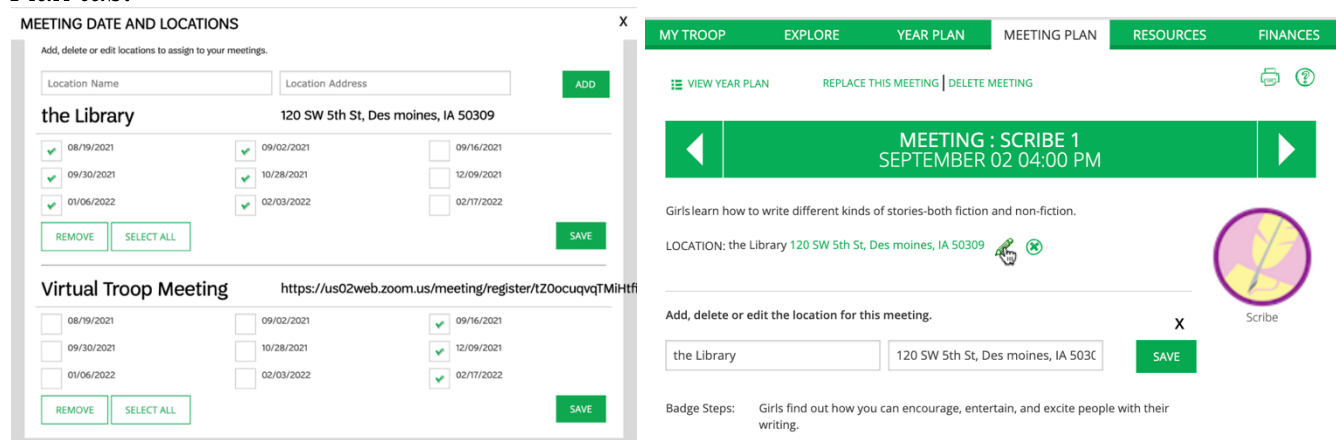 MEETING DATE AND LOCATIONS
X
Add, delete or edit locations to assign to your meetings.
Location Name
Location Address
ADD
the Library
120 SW 5th St, Des moines, IA 50309
08/19/2021
09/02/2021
09/16/2021
09/30/2021
10/28/2021
12/09/2021
01/06/2022
02/03/2022
02/17/2022
REMOVE
SELECT ALL
SAVE
Virtual Troop Meeting
https://us02web.zoom.us/meeting/register/tZ0ocuqvqTMiHtfi
08/19/2021
09/02/2021
09/16/2021
09/30/2021
10/28/2021
12/09/2021
01/06/2022
02/03/2022
02/17/2022
REMOVE
SELECT ALL
SAVE
MY TROOP
EXPLORE
YEAR PLAN
MEETING PLAN
RESOURCES
FINANCES
VIEW YEAR PLAN
REPLACE THIS MEETING | DELETE MEETING
MEETING : SCRIBE 1
SEPTEMBER 02 04:00 PM
Girls learn how to write different kinds of stories-both fiction and non-fiction.
LOCATION: the Library 120 SW 5th St, Des moines, IA 50309
Scribe
Add, delete or edit the location for this meeting.
X
the Library
120 SW 5th St, Des moines, IA 5030
SAVE
Badge Steps: Girls find out how you can encourage, entertain, and excite people with their
writing.